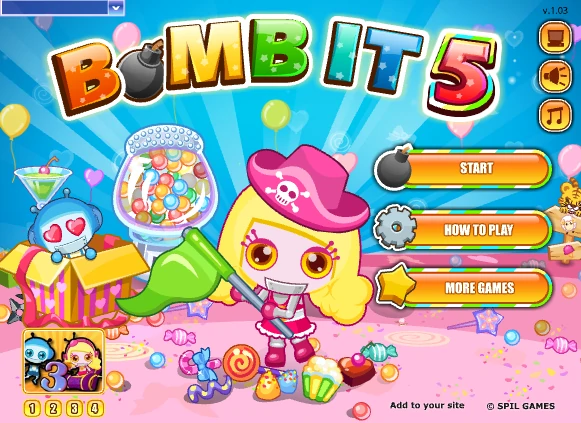 v.1.03
BOMB IT 5
START
HOW TO PLAY
MORE GAMES
3
1 2 3 4
Add to your site © SPIL GAMES